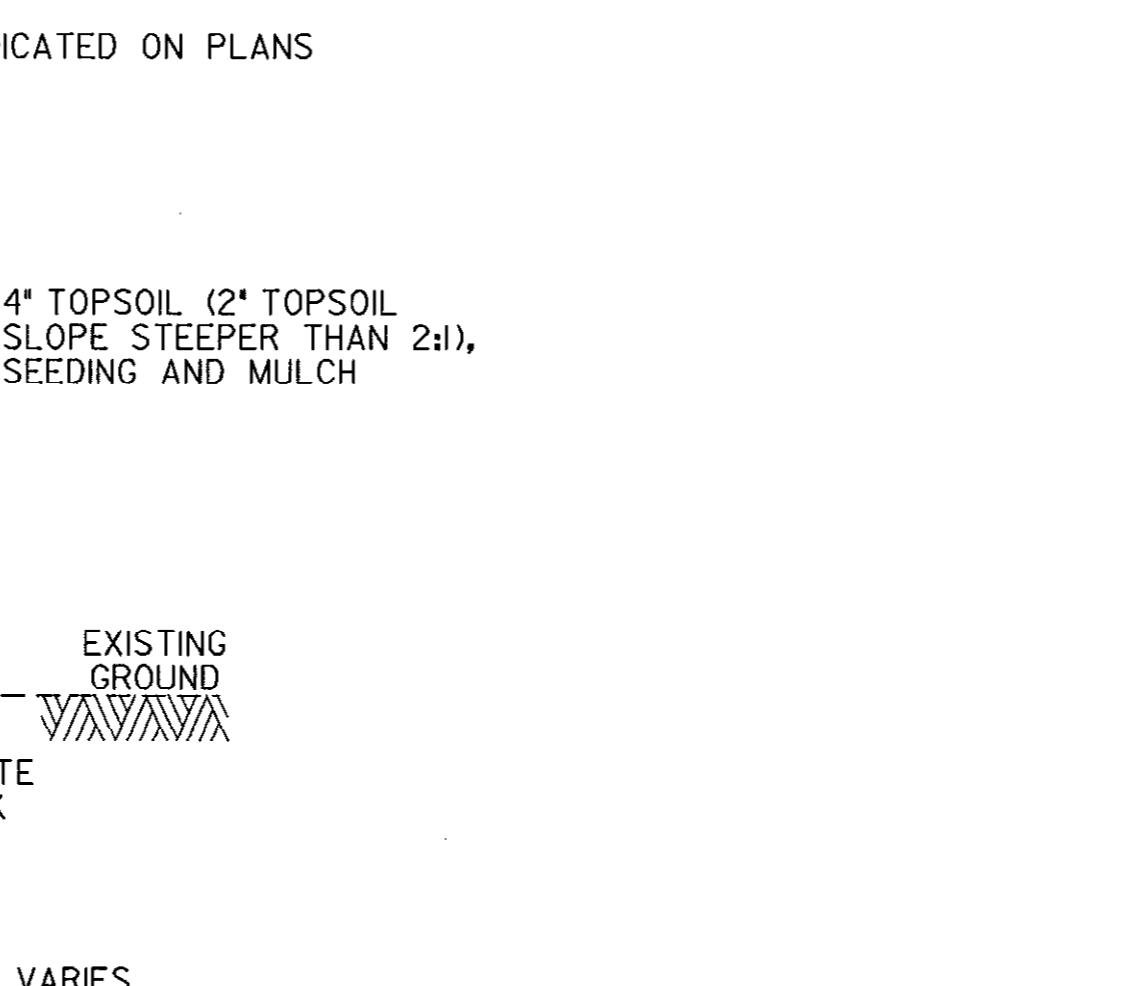 ICATED ON PLANS
4" TOPSOIL (2" TOPSOIL
SLOPE STEEPER THAN 2:1),
SEEDING AND MULCH
EXISTING
GROUND
TE
VARIES